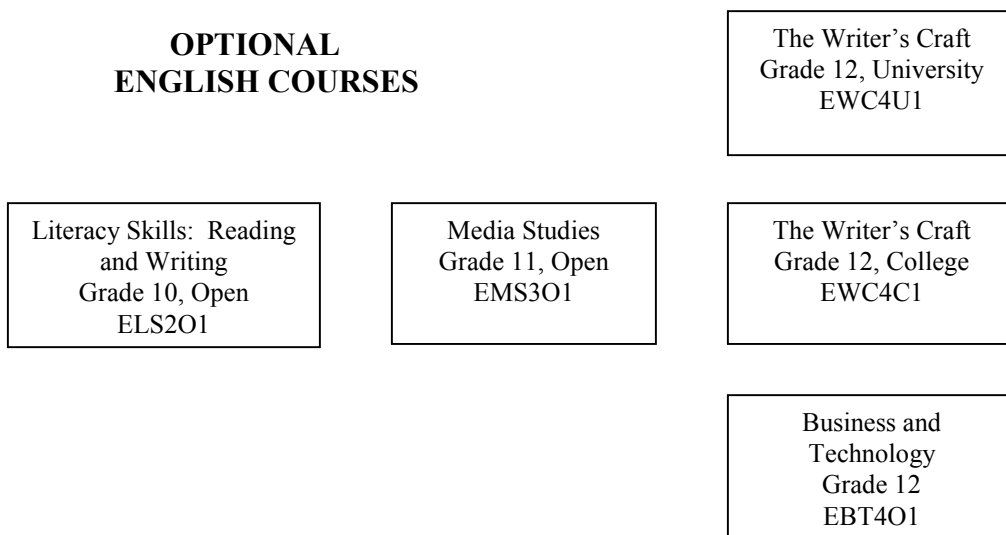 OPTIONAL
ENGLISH COURSES
The Writer’s Craft
Grade 12, University
EWC4U1
Literacy Skills: Reading
and Writing
Grade 10, Open
ELS2O1
Media Studies
Grade 11, Open
EMS3O1
The Writer’s Craft
Grade 12, College
EWC4C1
Business and
Technology
Grade 12
EBT4O1